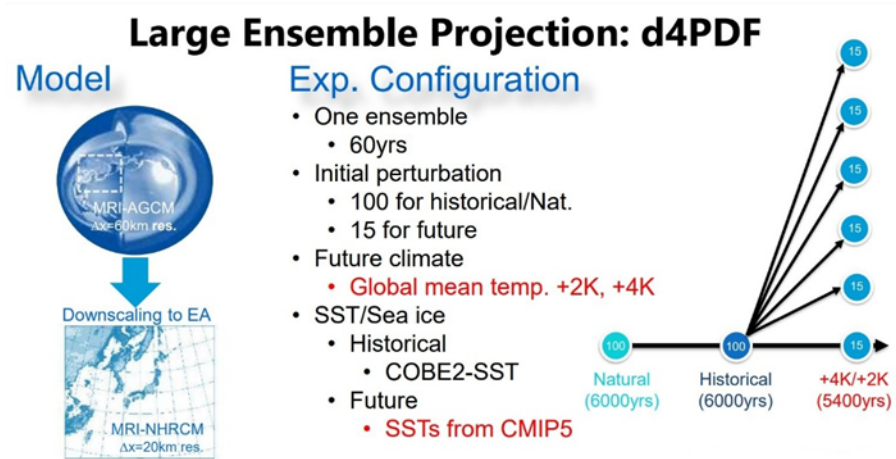 Large Ensemble Projection: d4PDF
Model
MRI-AGCM
Δx=60km res.
Downscaling to EA
MRI-NHRCM
Δx=20km res.
Exp. Configuration
• One ensemble
• 60yrs
• Initial perturbation
• 100 for historical/Nat.
• 15 for future
• Future climate
• Global mean temp. +2K, +4K
• SST/Sea ice
• Historical
• COBE2-SST
• Future
• SSTs from CMIP5
15
15
15
15
15
100
100
15
Natural
(6000yrs)
Historical
(6000yrs)
+4K/+2K
(5400yrs)